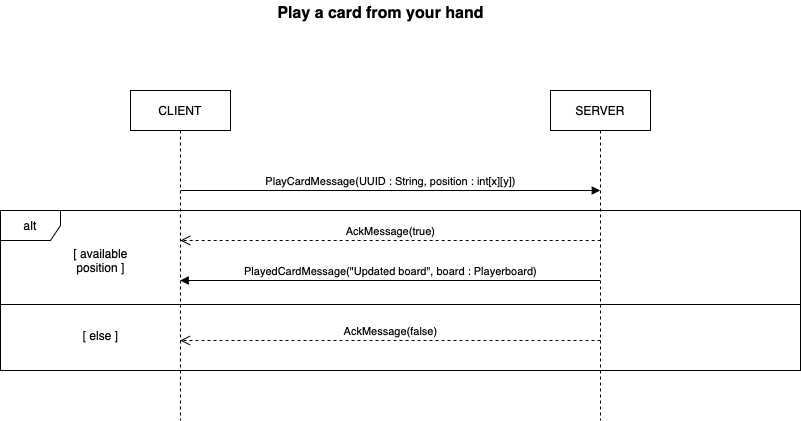 Play a card from your hand
CLIENT
SERVER
PlayCardMessage(UUID : String, position : int[x][y])
alt
AckMessage(true)
[ available
position ]
PlayedCardMessage("Updated board", board : Playerboard)
[ else ]
AckMessage(false)